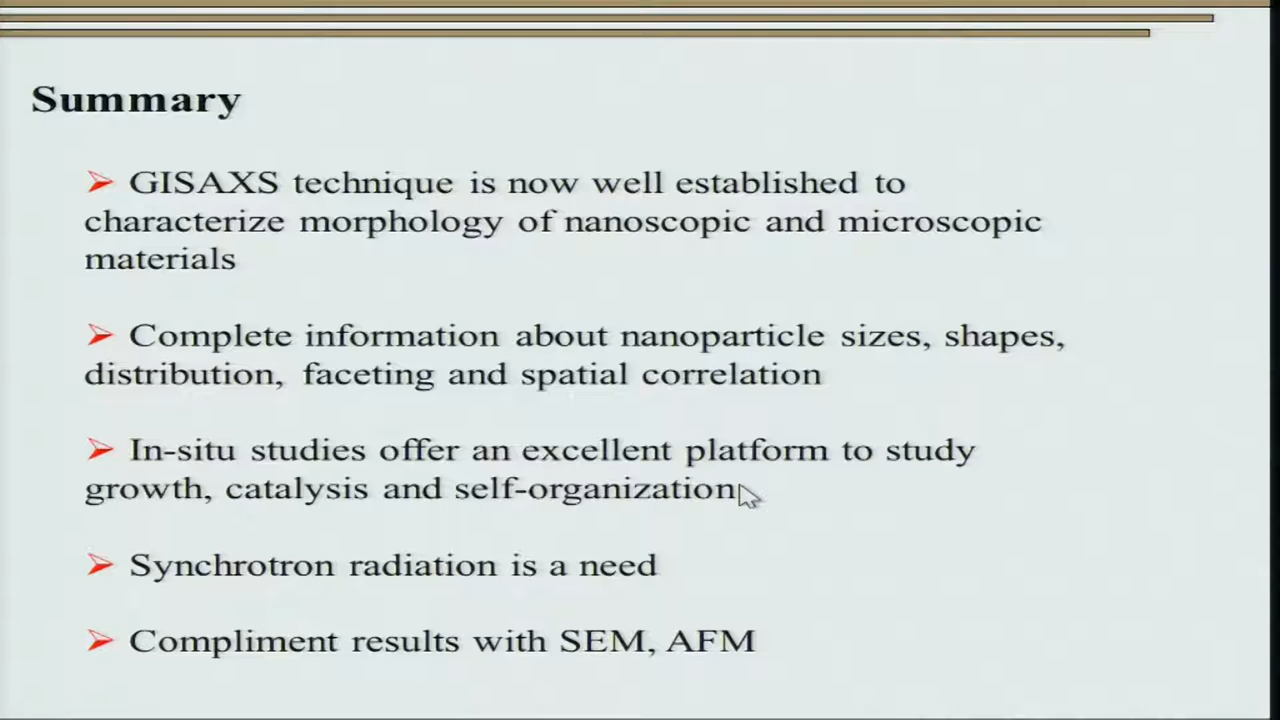 Summary
➢ GISAXS technique is now well established to
characterize morphology of nanoscopic and microscopic
materials
➢ Complete information about nanoparticle sizes, shapes,
distribution, faceting and spatial correlation
➢ In-situ studies offer an excellent platform to study
growth, catalysis and self-organization
➢ Synchrotron radiation is a need
➢ Compliment results with SEM, AFM